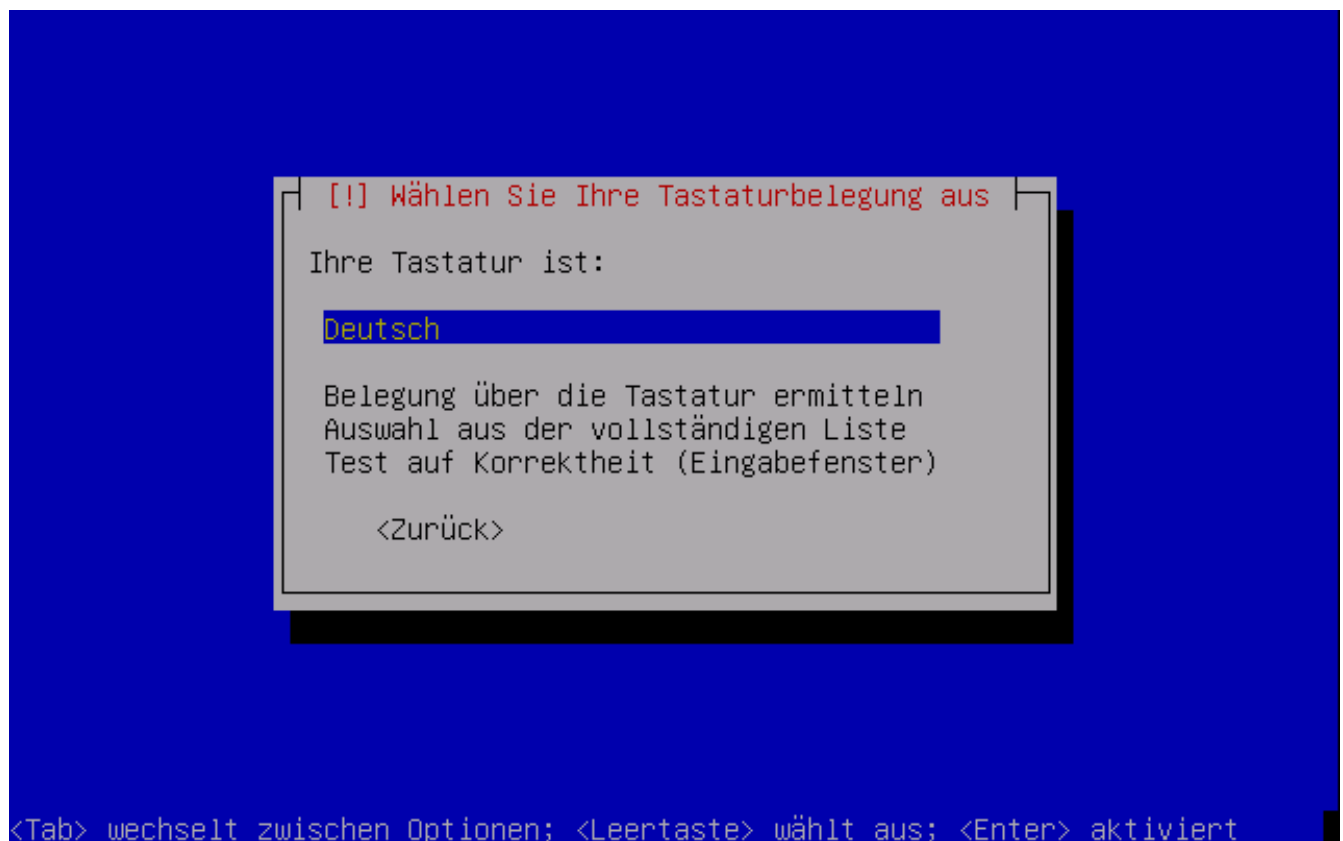 [!] Wählen Sie Ihre Tastaturbelegung aus
Ihre Tastatur ist:
Deutsch
Belegung über die Tastatur ermitteln
Auswahl aus der vollständigen Liste
Test auf Korrektheit (Eingabefenster)
<Zurück>
<Tab> wechselt zwischen Optionen; <Leertaste> wählt aus; <Enter> aktiviert